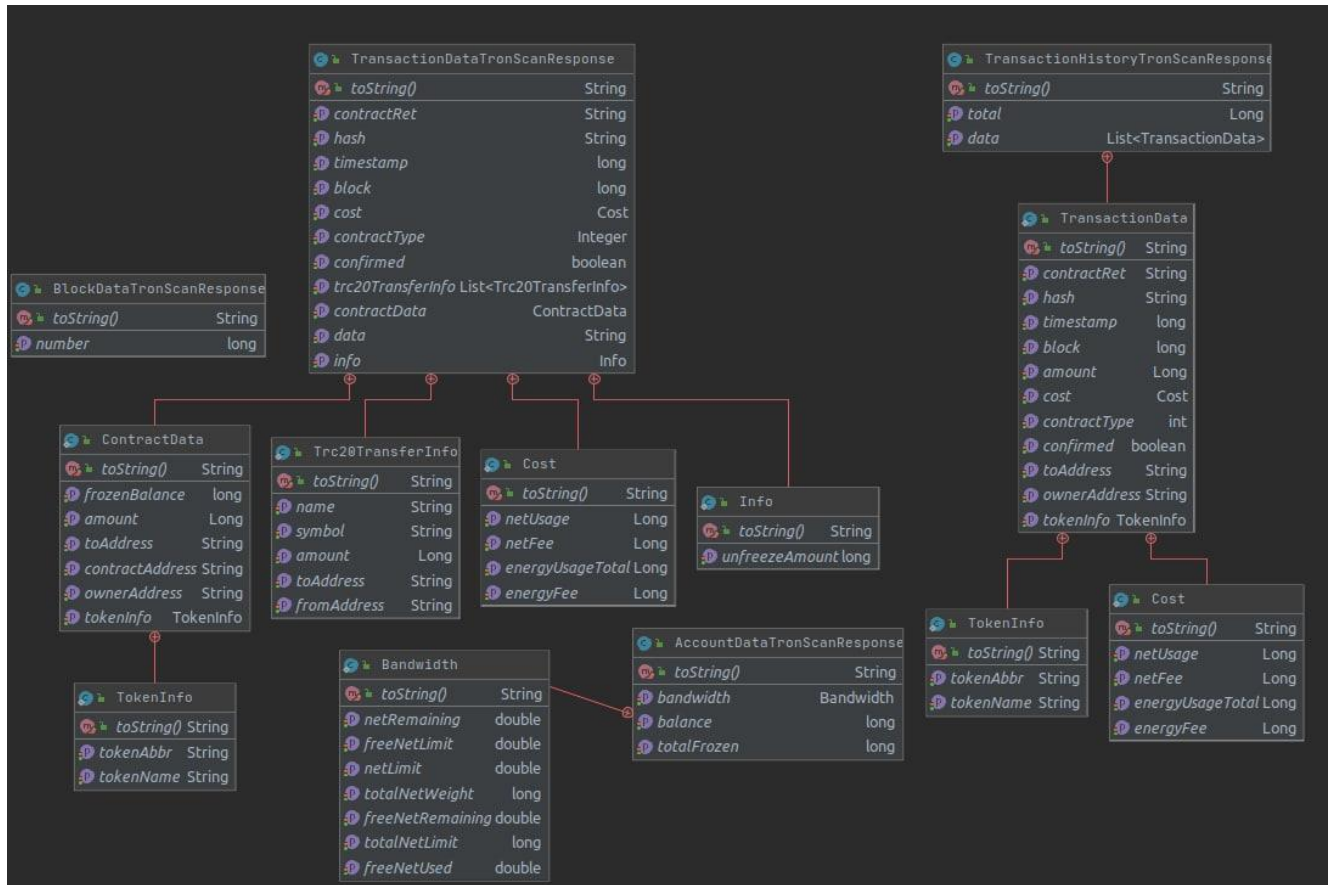 TransactionDataTronScanResponse
toString() String
contractRet String
hash String
timestamp long
block long
cost Cost
contractType Integer
confirmed boolean
trc20TransferInfo List<Trc20TransferInfo>
contractData ContractData
data String
info Info
TransactionHistoryTronScanResponse
toString() String
total Long
data List<TransactionData>
TransactionData
toString() String
contractRet String
hash String
timestamp long
block long
amount Long
cost Cost
contractType int
confirmed boolean
toAddress String
ownerAddress String
tokenInfo TokenInfo
BlockDataTronScanResponse
toString() String
number long
ContractData
toString() String
frozenBalance long
amount Long
toAddress String
contractAddress String
ownerAddress String
tokenInfo TokenInfo
Trc20TransferInfo
toString() String
name String
symbol String
amount Long
toAddress String
fromAddress String
Cost
toString() String
netUsage Long
netFee Long
energyUsageTotal Long
energyFee Long
Info
toString() String
unfreezeAmount long
TokenInfo
toString() String
tokenAbbr String
tokenName String
Cost
toString() String
netUsage Long
netFee Long
energyUsageTotal Long
energyFee Long
TokenInfo
toString() String
tokenAbbr String
tokenName String
Bandwidth
toString() String
netRemaining double
freeNetLimit double
netLimit double
totalNetWeight long
freeNetRemaining double
totalNetLimit long
freeNetUsed double
AccountDataTronScanResponse
toString() String
bandwidth Bandwidth
balance long
totalFrozen long